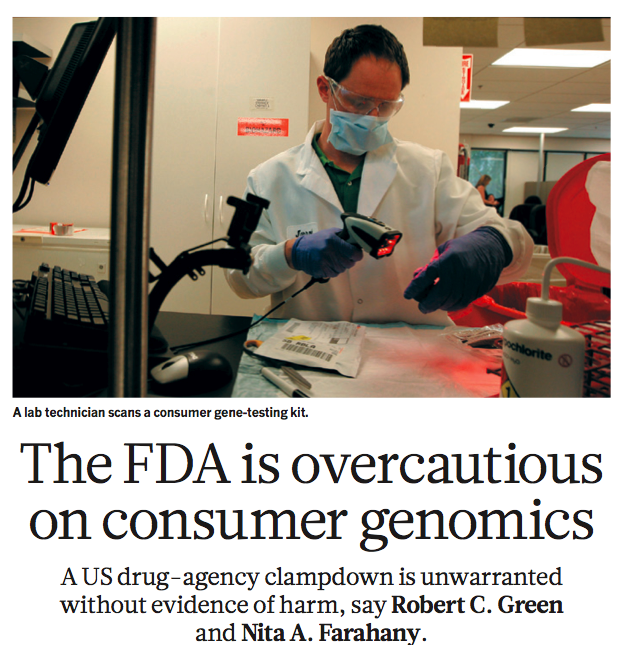 ochlorite
A lab technician scans a consumer gene-testing kit.
The FDA is overcautious
on consumer genomics
A US drug-agency clampdown is unwarranted
without evidence of harm, say Robert C. Green
and Nita A. Farahany.